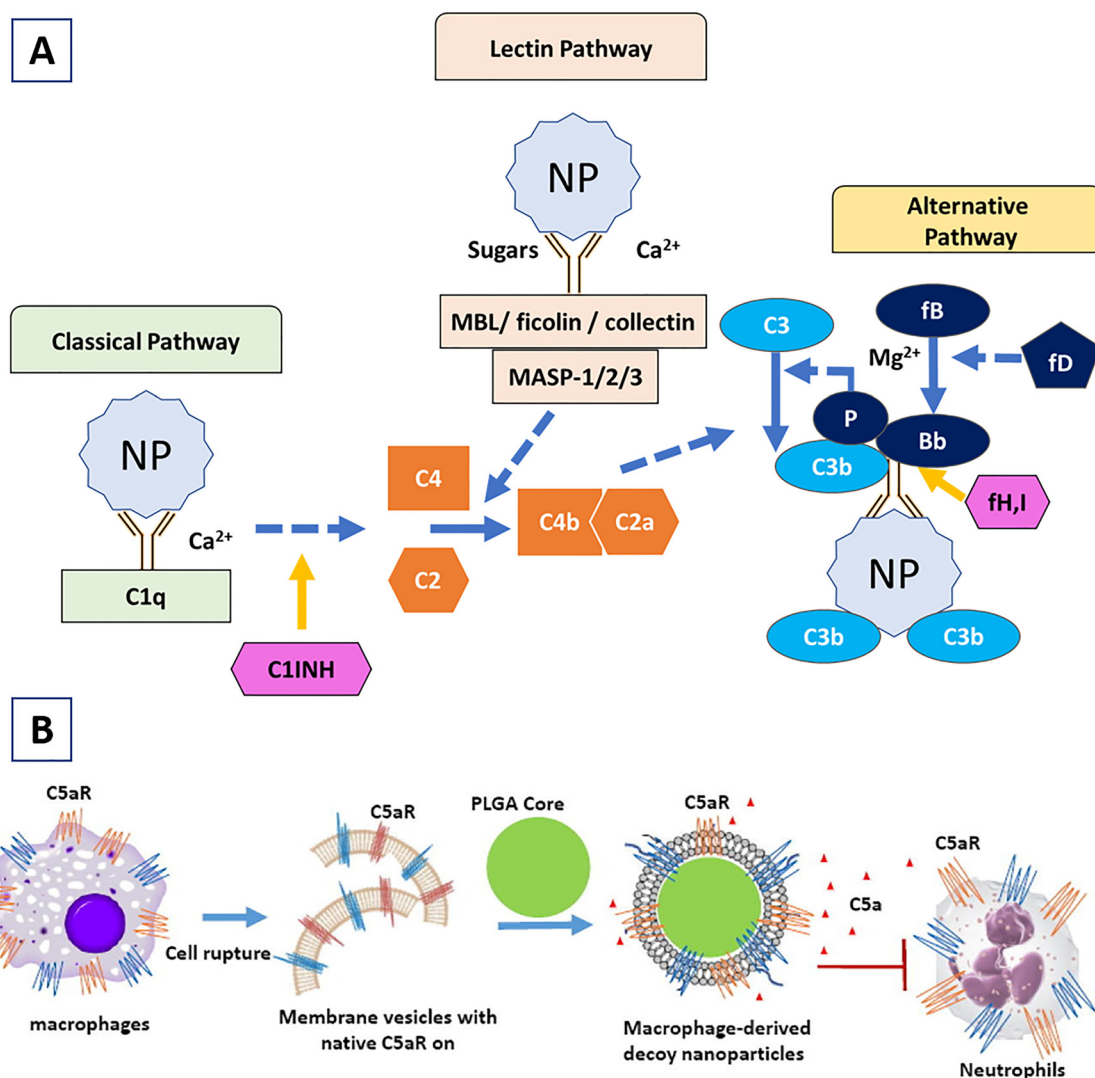 A
Lectin Pathway
NP
Sugars
Ca²⁺
MBL/ ficolin / collectin
MASP-1/2/3
Alternative
Pathway
C3
fB
Mg²⁺
fD
P
Bb
C3b
fH,I
NP
C3b
C3b
Classical Pathway
NP
Ca²⁺
C1q
C1INH
C4
C2
C4b
C2a
B
C5aR
macrophages
Cell rupture
C5aR
Membrane vesicles with
native C5aR on
PLGA Core
C5aR
Macrophage-derived
decoy nanoparticles
C5a
C5aR
Neutrophils